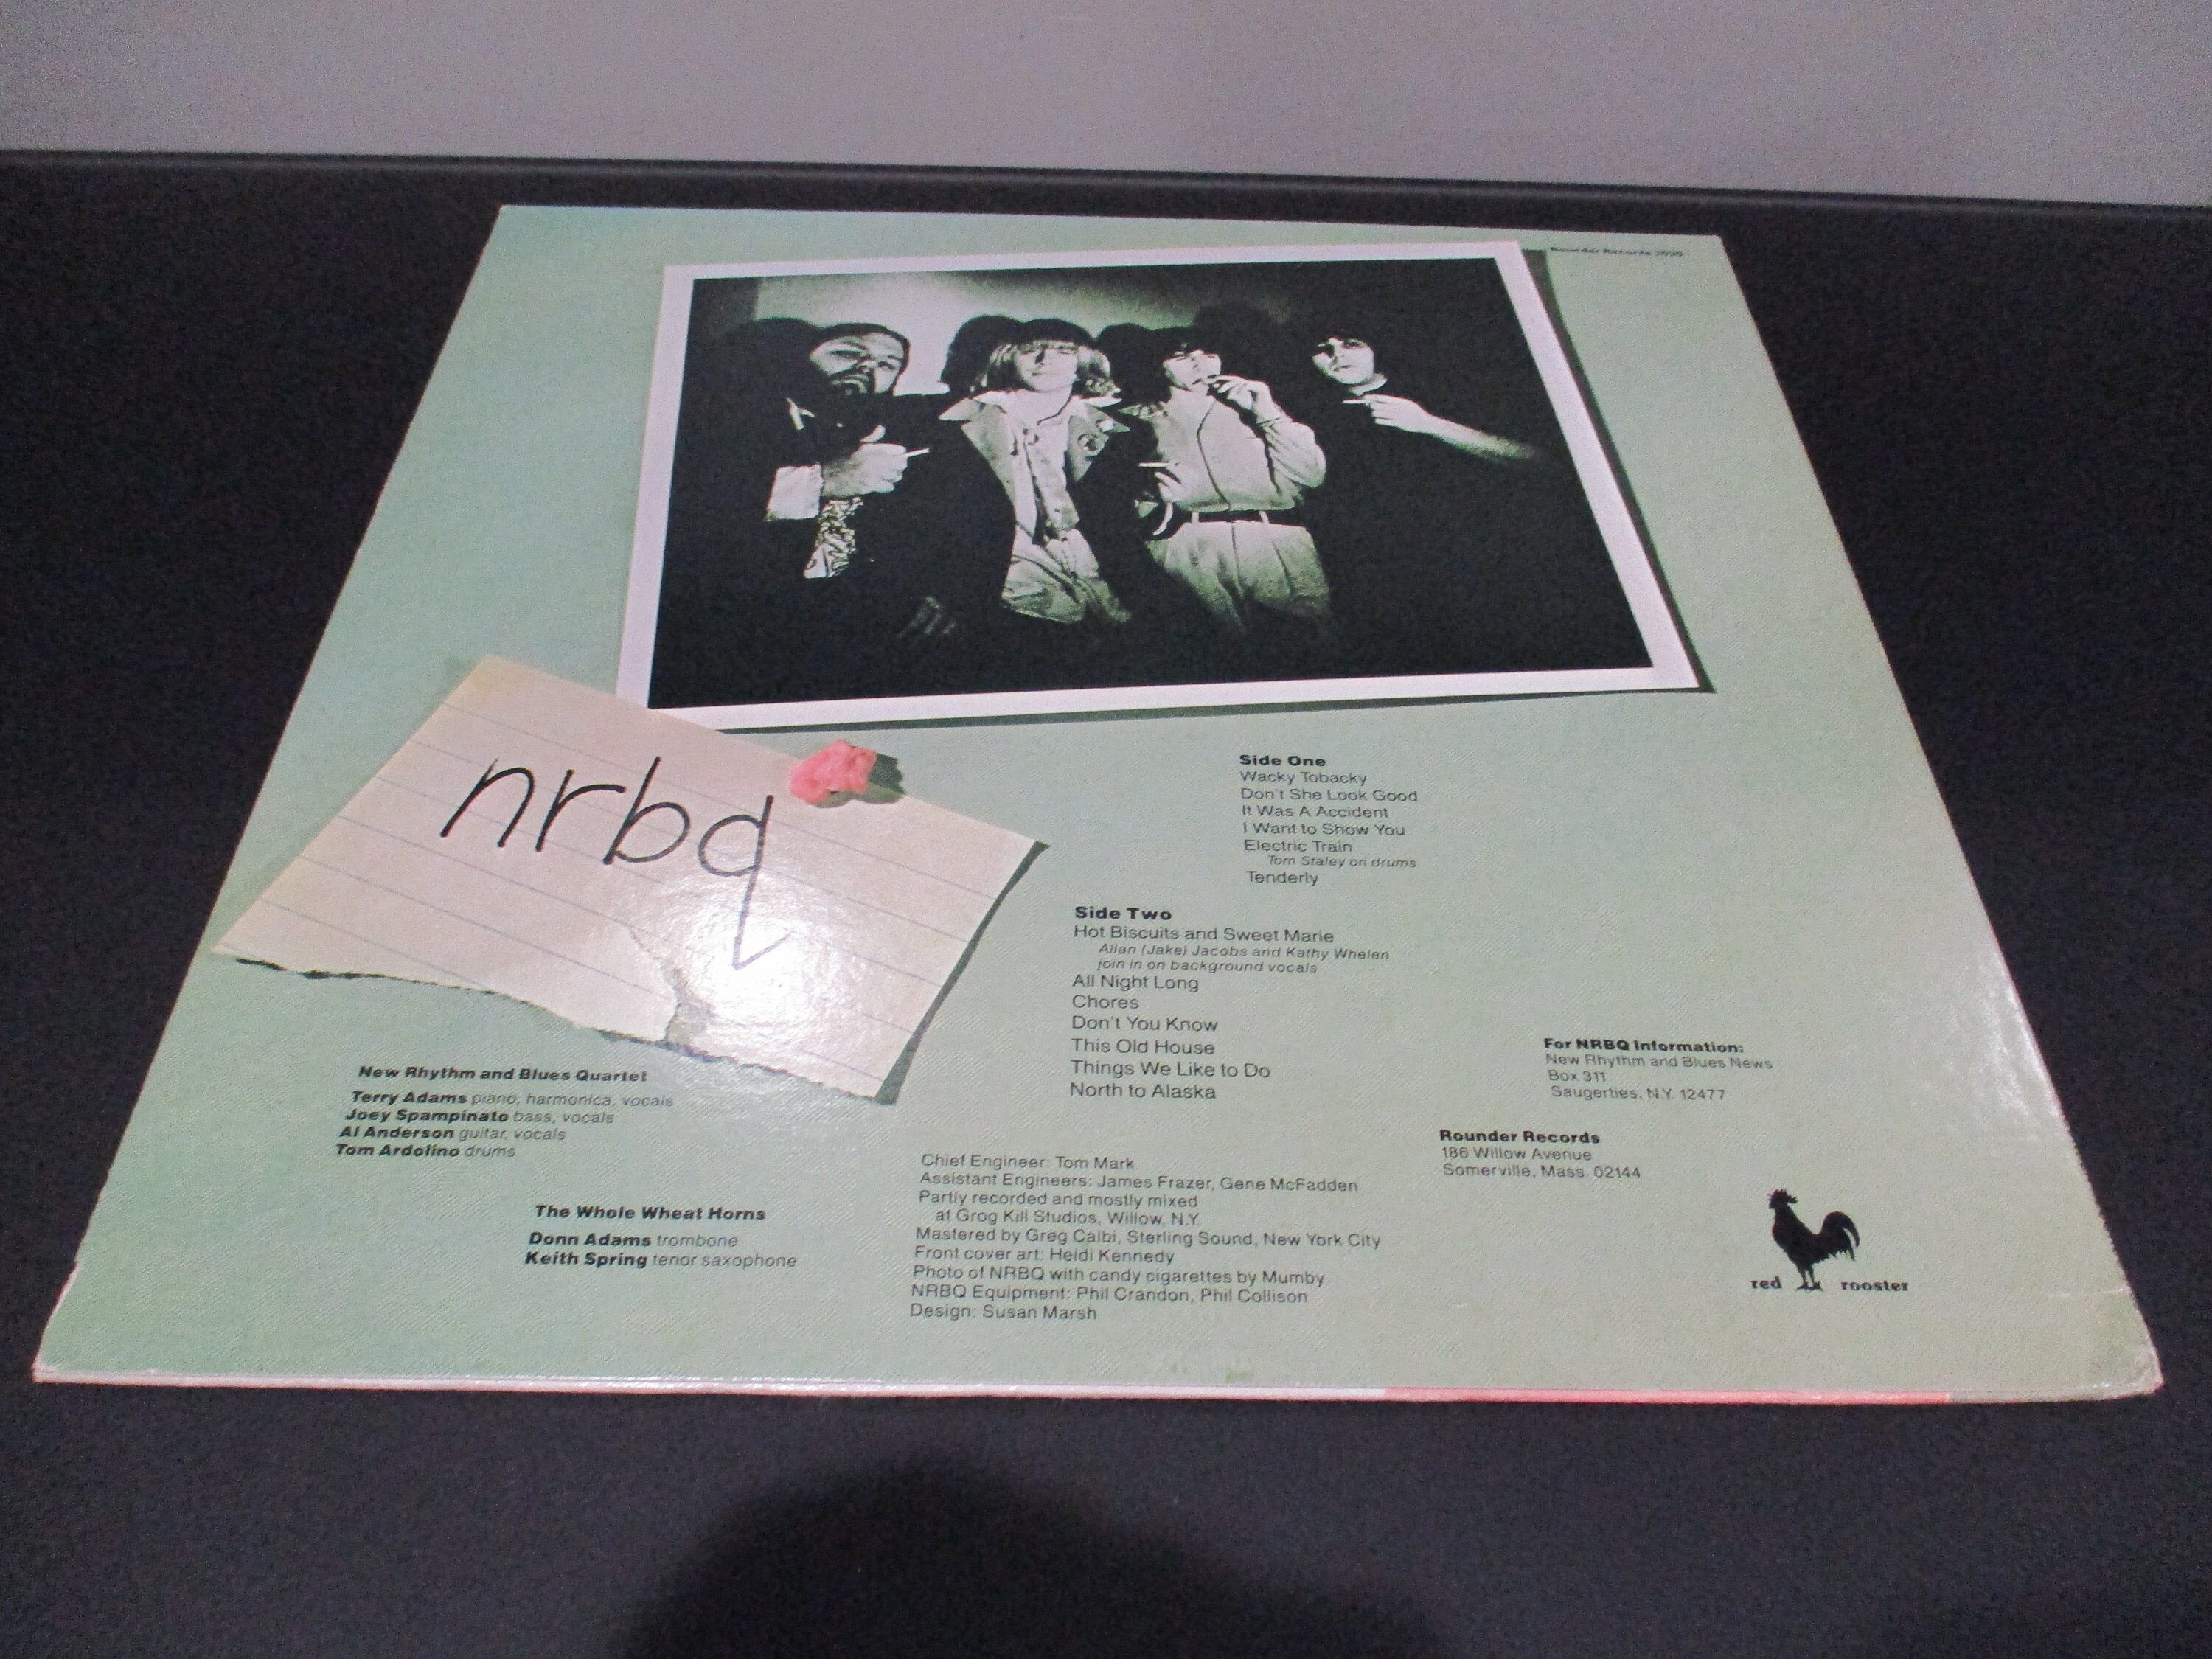 Rounder Records
nrbq
Side One
Wacky Tobacky
Don't She Look Good
It Was A Accident
I Want to Show You
Electric Train
Tom Staley on drums
Tenderly
Side Two
Hot Biscuits and Sweet Marie
Allan (Jake) Jacobs and Kathy Whelen
join in on background vocals
All Night Long
Chores
Don't You Know
This Old House
Things We Like to Do
North to Alaska
New Rhythm and Blues Quartet
Terry Adams piano, harmonica, vocals
Joey Spampinato bass, vocals
Al Anderson guitar, vocals
Tom Ardolino drums
The Whole Wheat Horns
Donn Adams trombone
Keith Spring tenor saxophone
Chief Engineer: Tom Mark
Assistant Engineers: James Frazer, Gene McFadden
Partly recorded and mostly mixed
at Grog Kill Studios, Willow, N.Y.
Mastered by Greg Calbi, Sterling Sound, New York City
Front cover art: Heidi Kennedy
Photo of NRBQ with candy cigarettes by Mumby
NRBQ Equipment: Phil Crandon, Phil Collison
Design: Susan Marsh
For NRBQ Information:
New Rhythm and Blues News
Box 311
Saugerties, N.Y. 12477
Rounder Records
186 Willow Avenue
Somerville, Mass. 02144
red rooster